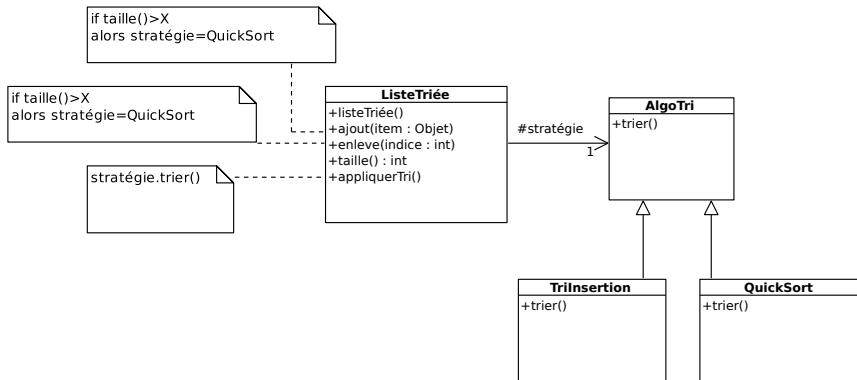 if taille()>X
alors stratégie=QuickSort
if taille()>X
alors stratégie=QuickSort
stratégie.trier()
ListeTriée
+listeTriée()
+ajout(item : Objet)
+enleve(indice : int)
+taille() : int
+appliquerTri()
#stratégie
1
AlgoTri
+trier()
TriInsertion
+trier()
QuickSort
+trier()